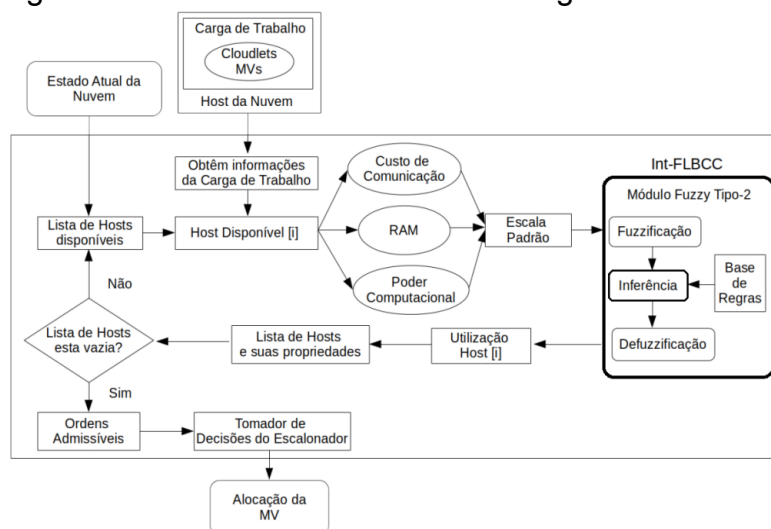 Carga de Trabalho
Cloudlets
MVs
Host da Nuvem
Estado Atual da
Nuvem
Obtêm informações
da Carga de Trabalho
Lista de Hosts
disponíveis
Host Disponível [i]
Custo de
Comunicação
RAM
Poder
Computacional
Escala
Padrão
Int-FLBCC
Módulo Fuzzy Tipo-2
Fuzzificação
Inferência
Base
de
Regras
Defuzzificação
Utilização
Host [i]
Lista de Hosts
e suas propriedades
Lista de Hosts
esta vazia?
Não
Sim
Ordens
Admissíveis
Tomador de
Decisões do Escalonador
Alocação da
MV